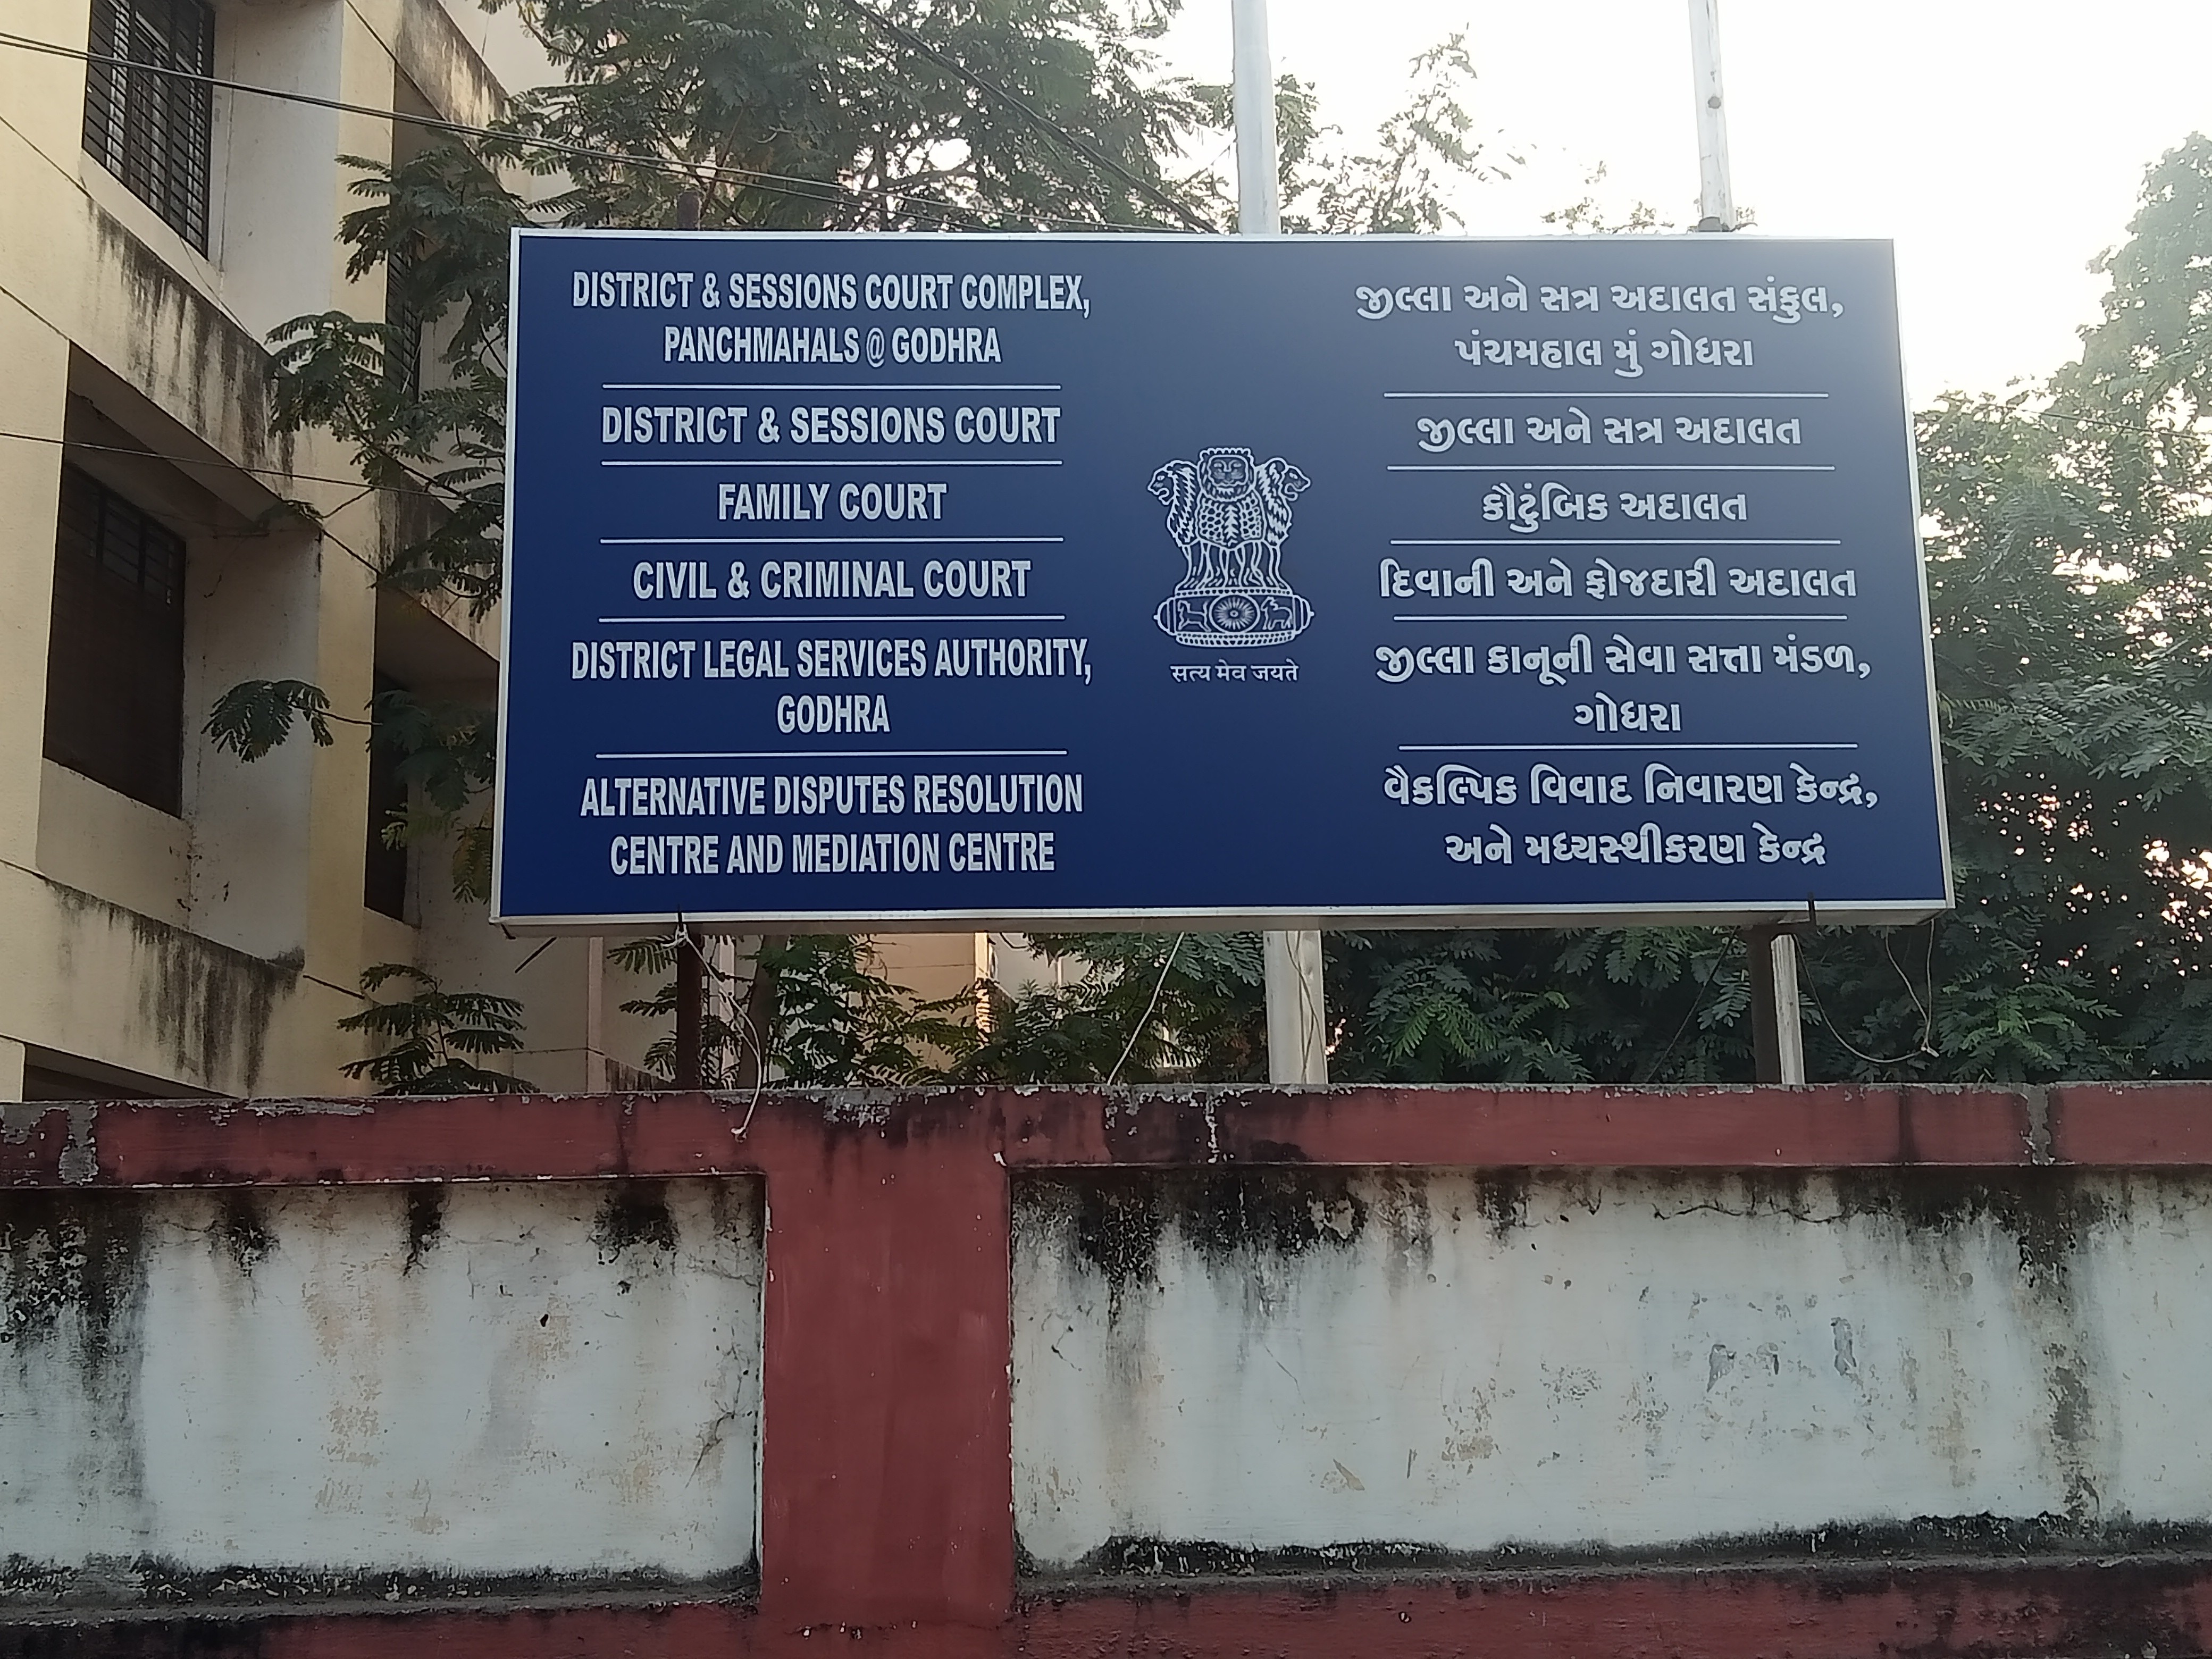 DISTRICT & SESSIONS COURT COMPLEX,
PANCHMAHALS @ GODHRA
DISTRICT & SESSIONS COURT
FAMILY COURT
CIVIL & CRIMINAL COURT
DISTRICT LEGAL SERVICES AUTHORITY,
GODHRA
ALTERNATIVE DISPUTES RESOLUTION
CENTRE AND MEDIATION CENTRE
सत्यमेव जयते
જીલ્લા અને સત્ર અદાલત સંકુલ,
પંચમહાલ મું ગોધરા
જીલ્લા અને સત્ર અદાલત
કૌટુંબિક અદાલત
દિવાની અને ફોજદારી અદાલત
જીલ્લા કાનૂની સેવા સત્તા મંડળ,
ગોધરા
વૈકલ્પિક વિવાદ નિવારણ કેન્દ્ર,
અને મધ્યસ્થીકરણ કેન્દ્ર